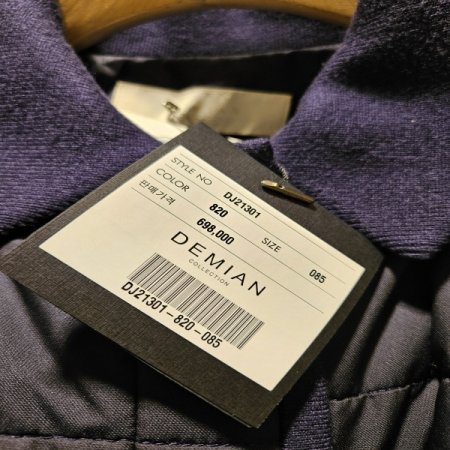 STYLE NO DJ21301
COLOR 820 SIZE 085
판매가격 698,000
DEMIAN
COLLECTION
DJ21301-820-085